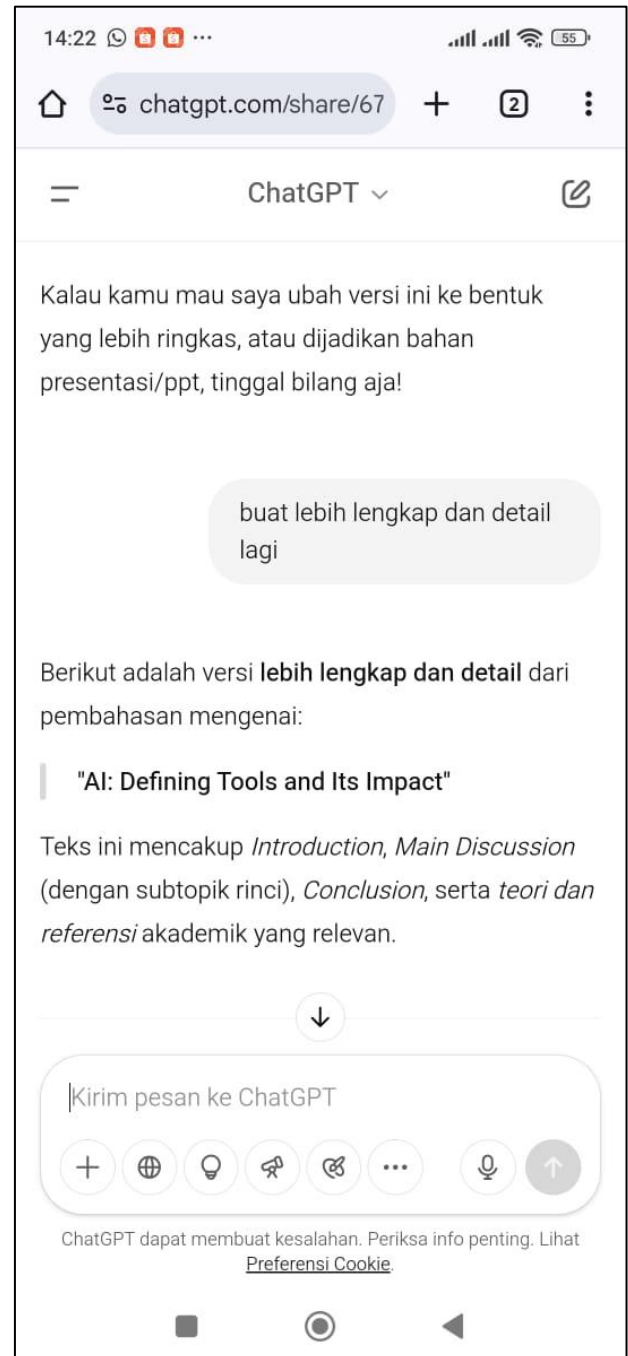 14:22
55
chatgpt.com/share/67
2
ChatGPT
Kalau kamu mau saya ubah versi ini ke bentuk
yang lebih ringkas, atau dijadikan bahan
presentasi/ppt, tinggal bilang aja!
buat lebih lengkap dan detail
lagi
Berikut adalah versi lebih lengkap dan detail dari
pembahasan mengenai:
"AI: Defining Tools and Its Impact"
Teks ini mencakup Introduction, Main Discussion
(dengan subtopik rinci), Conclusion, serta teori dan
referensi akademik yang relevan.
Kirim pesan ke ChatGPT
ChatGPT dapat membuat kesalahan. Periksa info penting. Lihat
Preferensi Cookie.